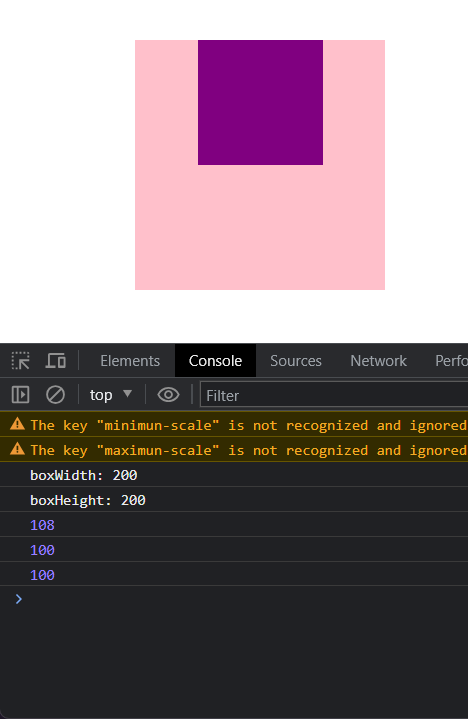 Elements Console Sources Network Perfo
top Filter
The key "minimun-scale" is not recognized and ignored
The key "maximun-scale" is not recognized and ignored
boxWidth: 200
boxHeight: 200
108
100
100